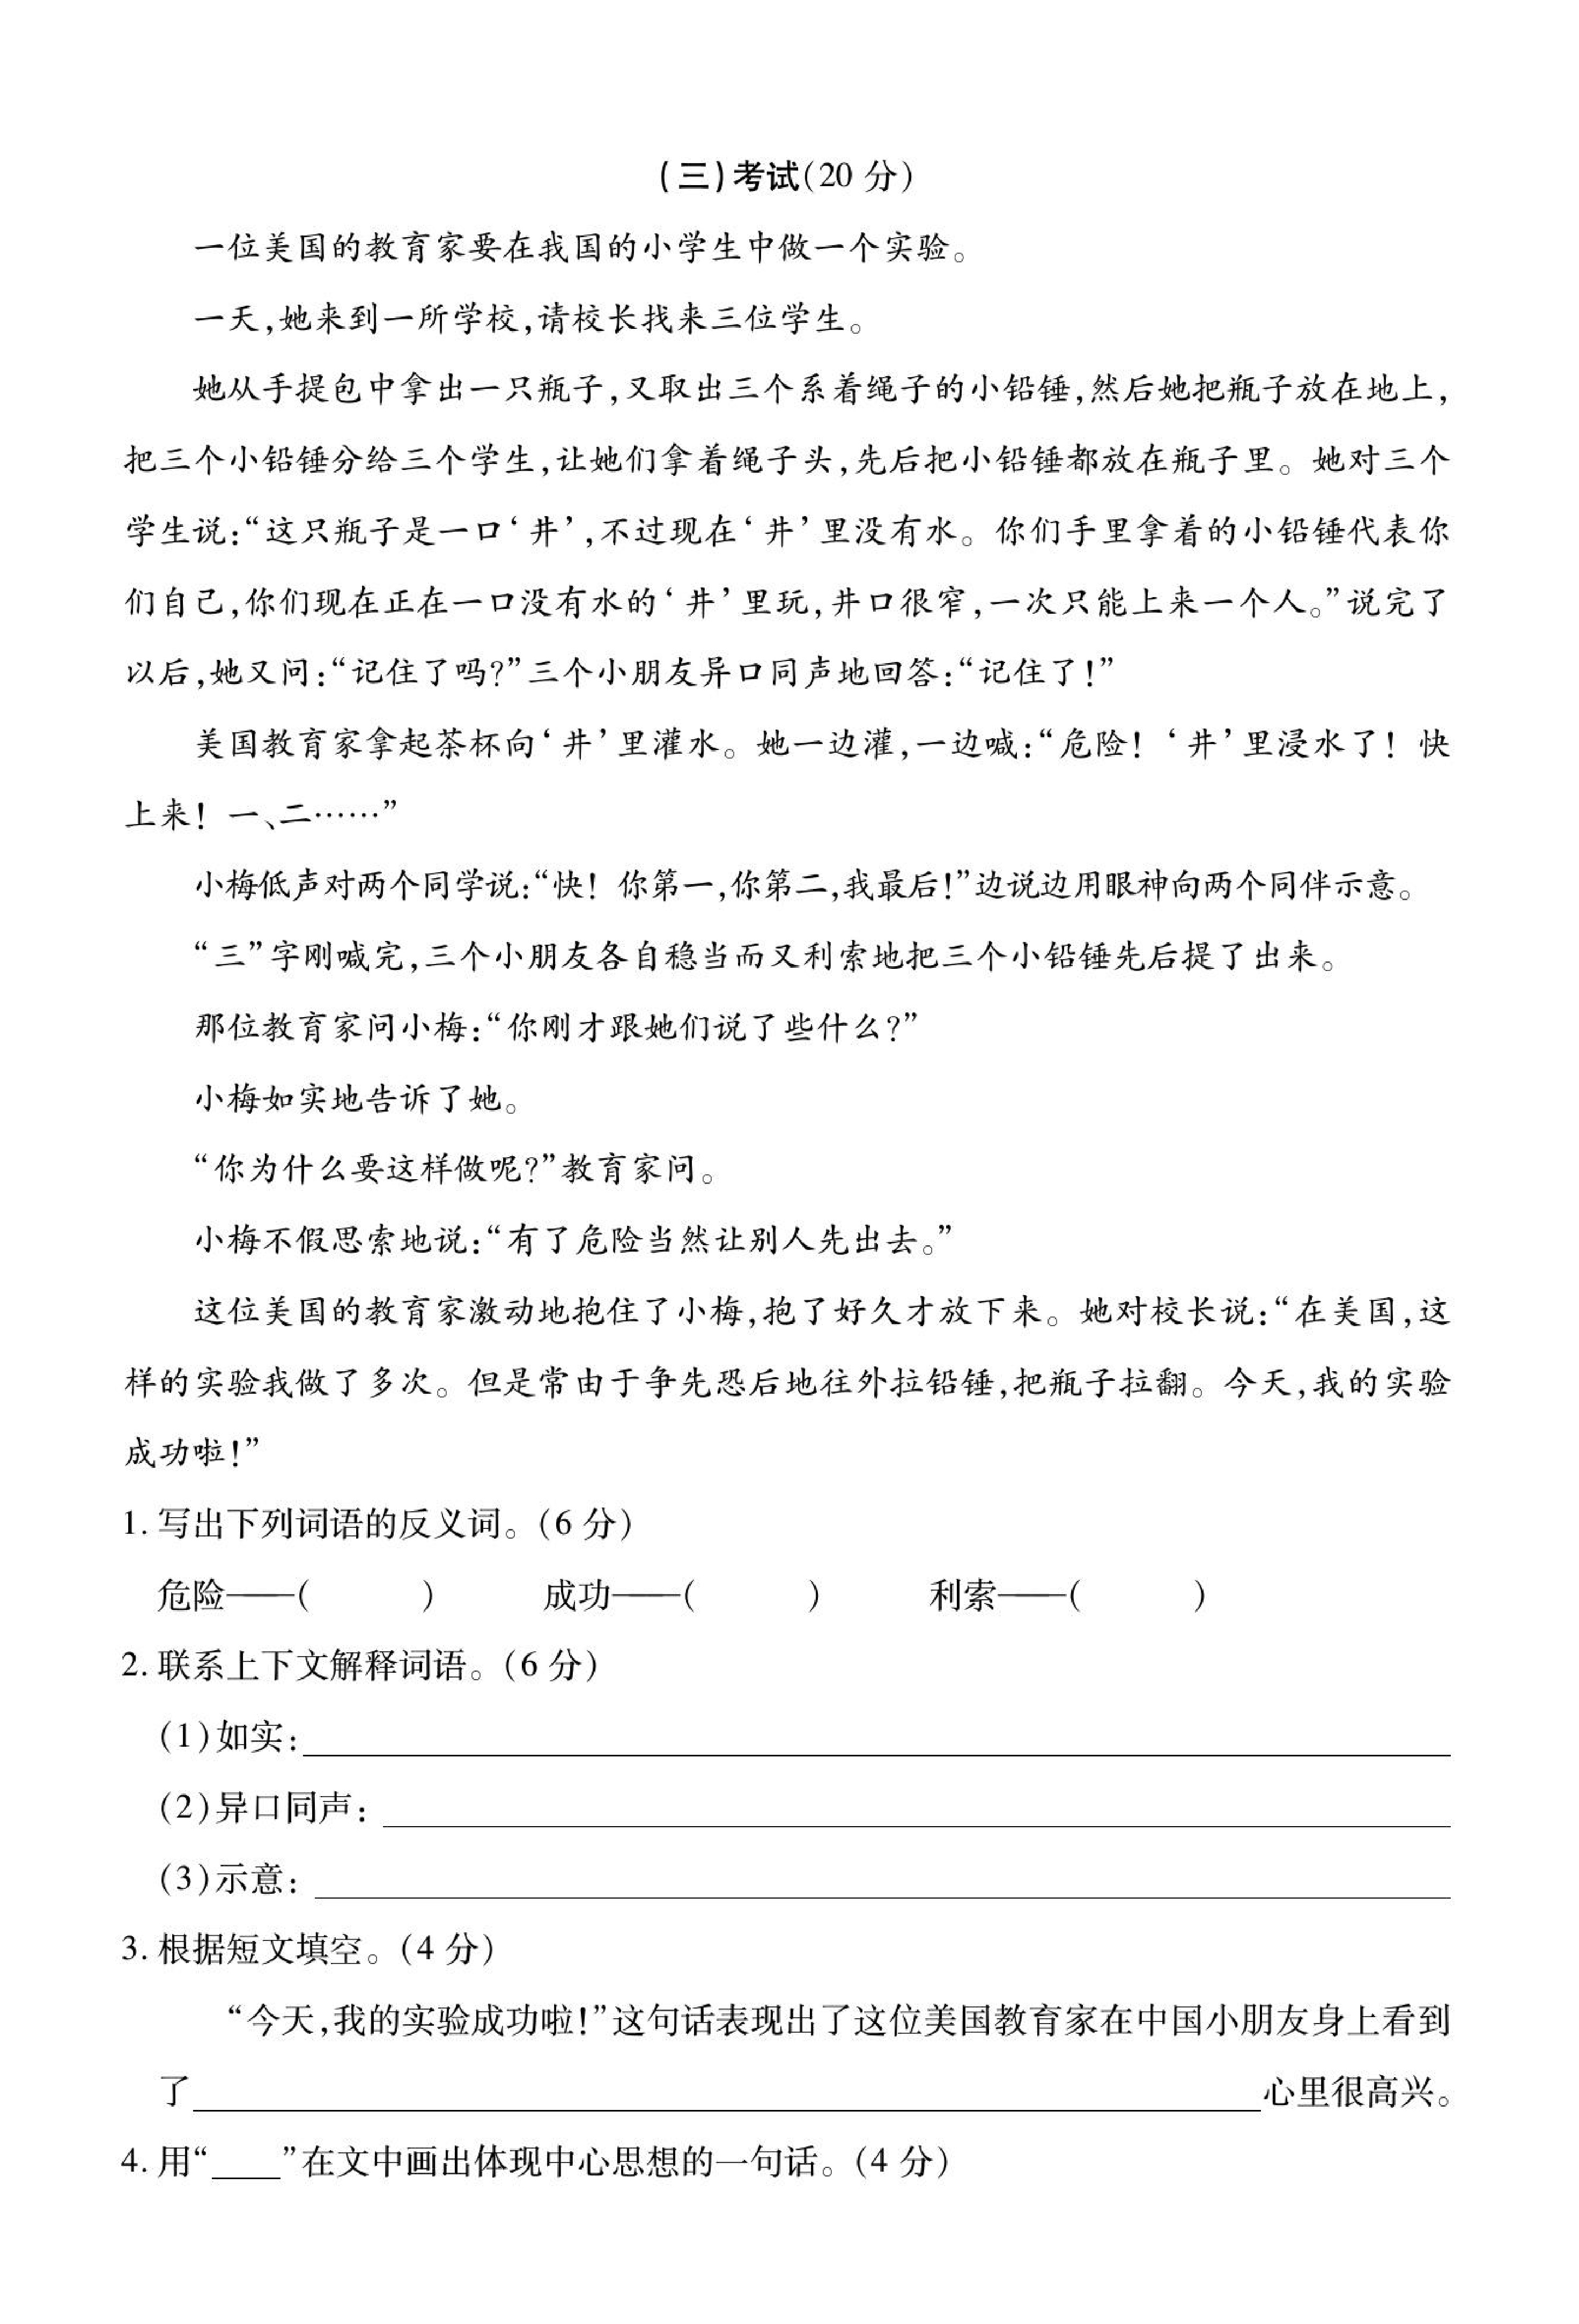 (三)考试(20 分)
一位美国的教育家要在我国的小学生中做一个实验。
一天,她来到一所学校,请校长找来三位学生。
她从手提包中拿出一只瓶子,又取出三个系着绳子的小铅锤,然后她把瓶子放在地上,
把三个小铅锤分给三个学生,让她们拿着绳子头,先后把小铅锤都放在瓶子里。她对三个
学生说:“这只瓶子是一口‘井’,不过现在‘井’里没有水。你们手里拿着的小铅锤代表你
们自己,你们现在正在一口没有水的‘井’里玩,井口很窄,一次只能上来一个人。”说完了
以后,她又问:“记住了吗?”三个小朋友异口同声地回答:“记住了!”
美国教育家拿起茶杯向‘井’里灌水。她一边灌,一边喊:“危险!‘井’里浸水了!快
上来!一、二……”
小梅低声对两个同学说:“快!你第一,你第二,我最后!”边说边用眼神向两个同伴示意。
“三”字刚喊完,三个小朋友各自稳当而又利索地把三个小铅锤先后提了出来。
那位教育家问小梅:“你刚才跟她们说了些什么?”
小梅如实地告诉了她。
“你为什么要这样做呢?”教育家问。
小梅不假思索地说:“有了危险当然让别人先出去。”
这位美国的教育家激动地抱住了小梅,抱了好久才放下来。她对校长说:“在美国,这
样的实验我做了多次。但是常由于争先恐后地往外拉铅锤,把瓶子拉翻。今天,我的实验
成功啦!”
1. 写出下列词语的反义词。(6 分)
危险——(　　　) 成功——(　　　) 利索——(　　　)
2. 联系上下文解释词语。(6 分)
(1)如实:
(2)异口同声:
(3)示意:
3. 根据短文填空。(4 分)
“今天,我的实验成功啦!”这句话表现出了这位美国教育家在中国小朋友身上看到
了____心里很高兴。
4. 用“____”在文中画出体现中心思想的一句话。(4 分)